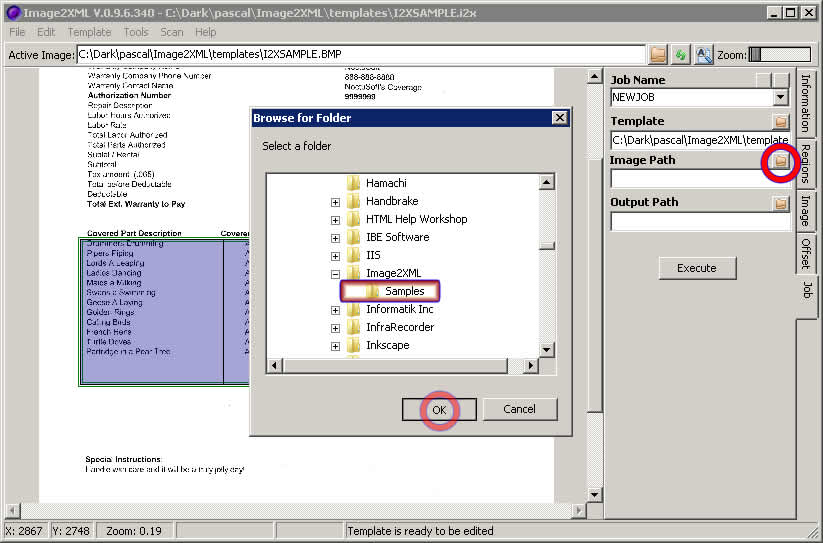 Image2XML V.0.9.6.340 - C:\Dark\pascal\Image2XML\templates\I2XSAMPLE.i2x
File Edit Template Tools Scan Help
Active Image: C:\Dark\pascal\Image2XML\templates\I2XSAMPLE.BMP
Zoom:
Warranty Company Phone Number 888-888-8888
Warranty Contact Name NoctuSoft's Coverage
Authorization Number 9999999
Repair Description
Labor Hours Authorized
Labor Rate
Total Labor Authorized
Total Parts Authorized
Sublet / Rental
Subtotal
Tax amount (.065)
Total before Deductable
Deductable
Total Ext. Warranty to Pay
Covered Part Description Covere
Drummers Drumming
Pipers Piping
Lords A Leaping
Ladies Dancing
Maids a Milking
Swans a Swimming
Geese A Laying
Golden Rings
Calling Birds
French Hens
Turtle Doves
Partridge in a Pear Tree
Special Instructions:
Handle with care and it will be a truly jolly day!
Browse for Folder
Select a folder
Hamachi
Handbrake
HTML Help Workshop
IBE Software
IIS
Image2XML
Samples
Informatik Inc
InfraRecorder
Inkscape
OK Cancel
Job Name
NEWJOB
Template
C:\Dark\pascal\Image2XML\template
Image Path
Output Path
Execute
Information
Regions
Image
Offset
Job
X: 2867 Y: 2748 Zoom: 0.19 Template is ready to be edited